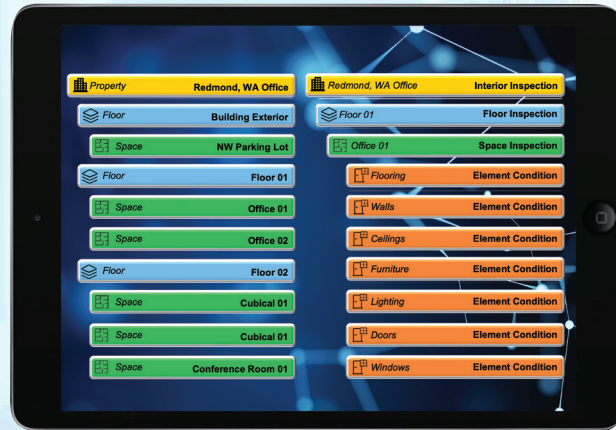 Property Redmond, WA Office
Floor Building Exterior
Space NW Parking Lot
Floor Floor 01
Space Office 01
Space Office 02
Floor Floor 02
Space Cubical 01
Space Cubical 01
Space Conference Room 01
Redmond, WA Office Interior Inspection
Floor 01 Floor Inspection
Office 01 Space Inspection
Flooring Element Condition
Walls Element Condition
Ceilings Element Condition
Furniture Element Condition
Lighting Element Condition
Doors Element Condition
Windows Element Condition